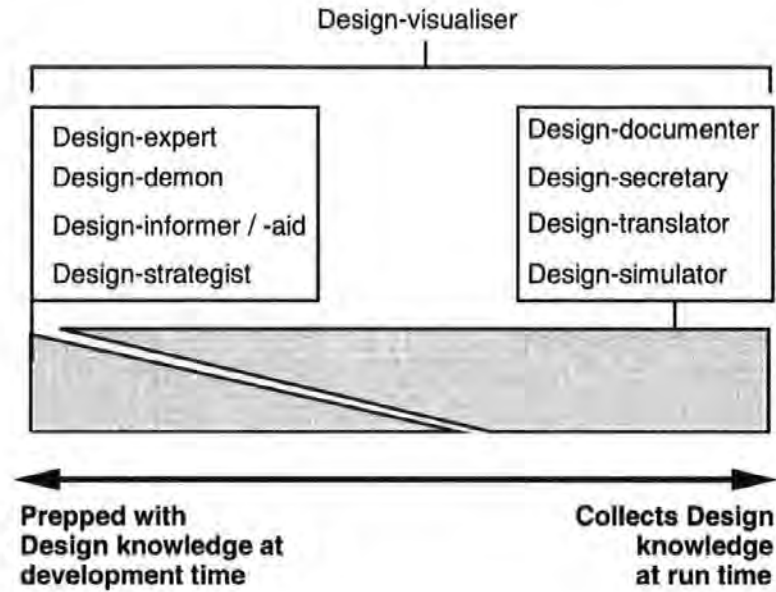 Design-visualiser
Design-expert
Design-demon
Design-informer / -aid
Design-strategist
Design-documenter
Design-secretary
Design-translator
Design-simulator
Prepped with
Design knowledge at
development time
Collects Design
knowledge
at run time